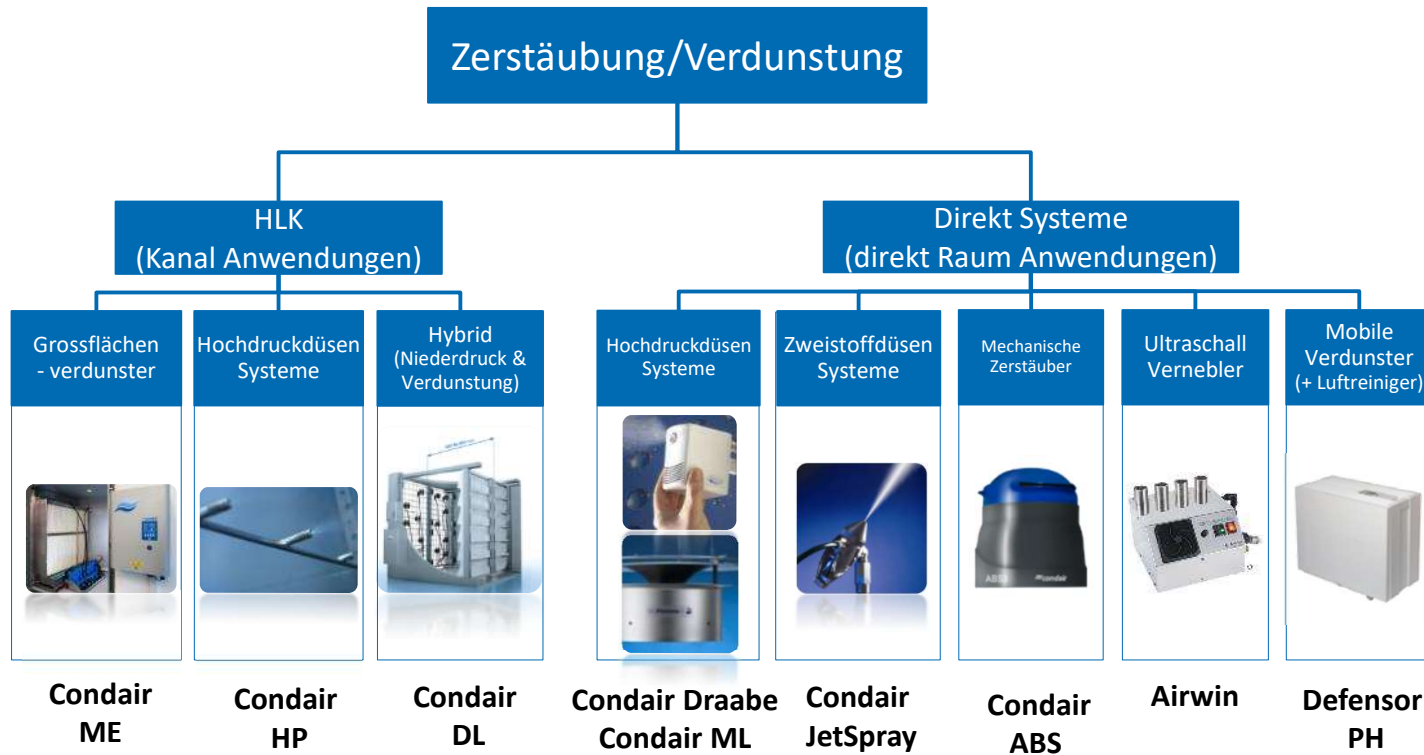 Zerstäubung/Verdunstung
HLK
(Kanal Anwendungen)
Direkt Systeme
(direkt Raum Anwendungen)
Grossflächen
- verdunster
Hochdruckdüsen
Systeme
Hybrid
(Niederdruck &
Verdunstung)
Hochdruckdüsen
Systeme
Zweistoffdüsen
Systeme
Mechanische
Zerstäuber
Ultraschall
Vernebler
Mobile
Verdunster
(+ Luftreiniger)
ABS3
condair
Condair
ME
Condair
HP
Condair
DL
Condair Draabe
Condair ML
Condair
JetSpray
Condair
ABS
Airwin
Defensor
PH